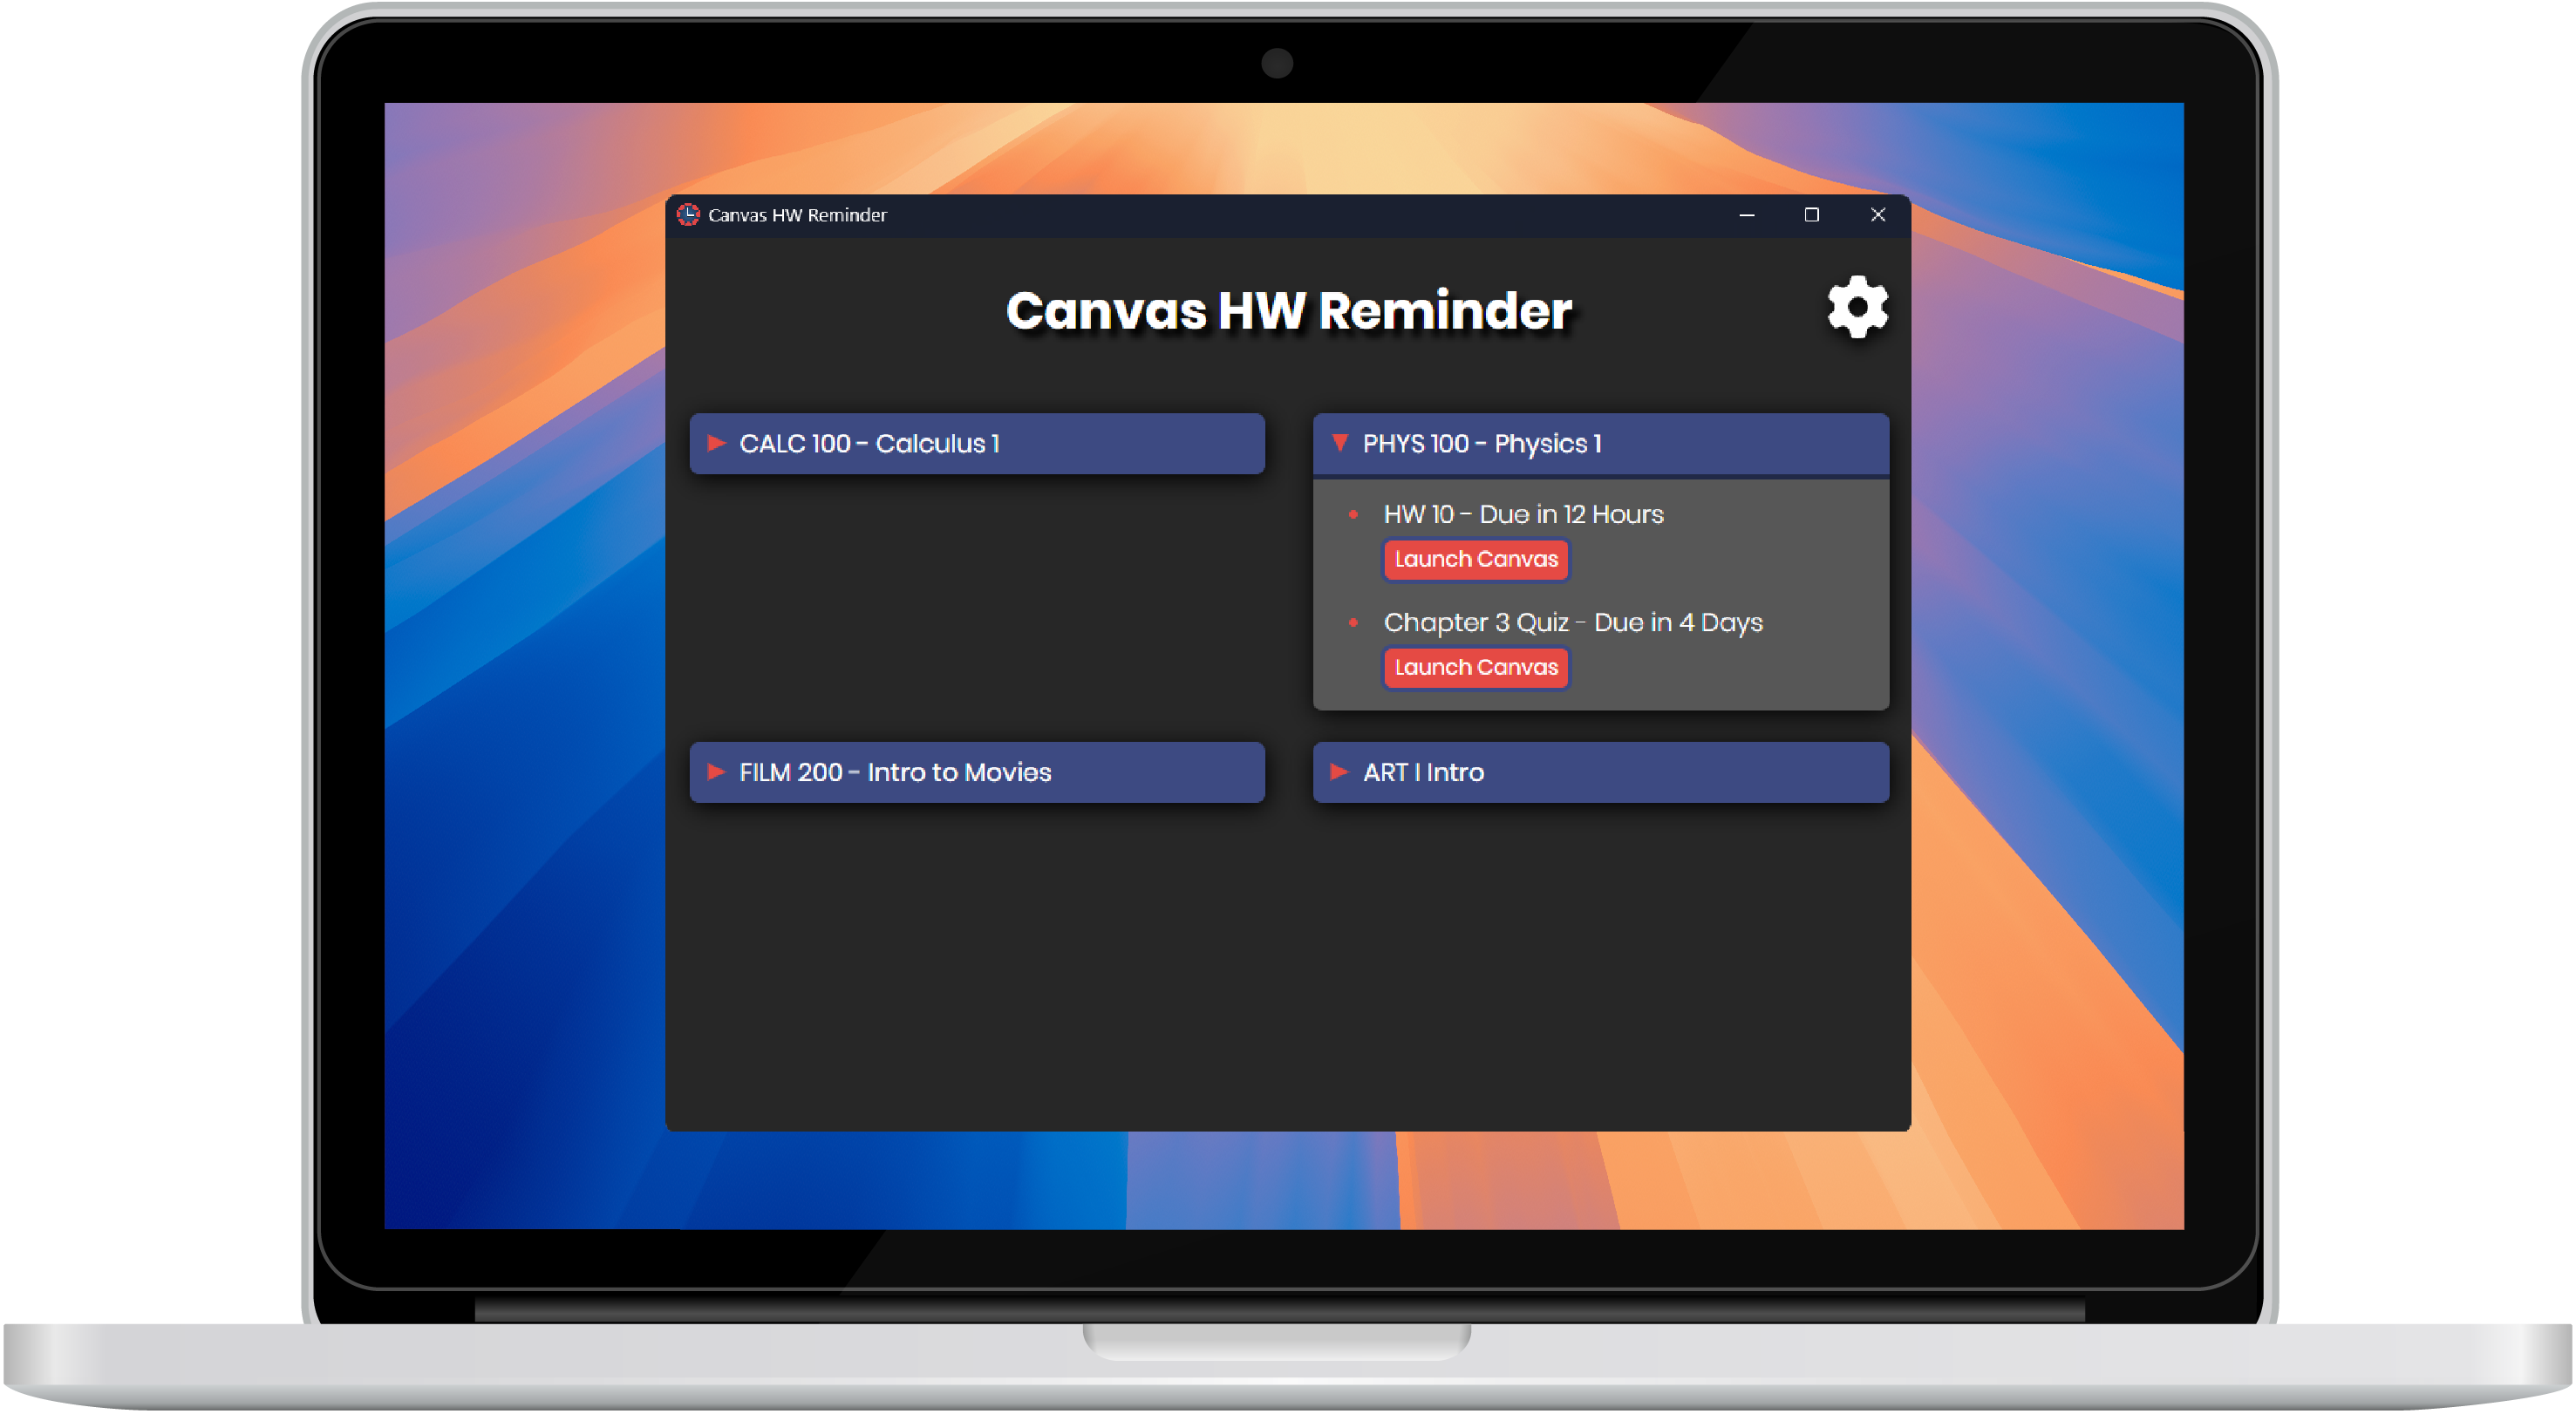 Canvas HW Reminder
Canvas HW Reminder
CALC 100 - Calculus 1
PHYS 100 - Physics 1
HW 10 - Due in 12 Hours
Launch Canvas
Chapter 3 Quiz - Due in 4 Days
Launch Canvas
FILM 200 - Intro to Movies
ART I Intro